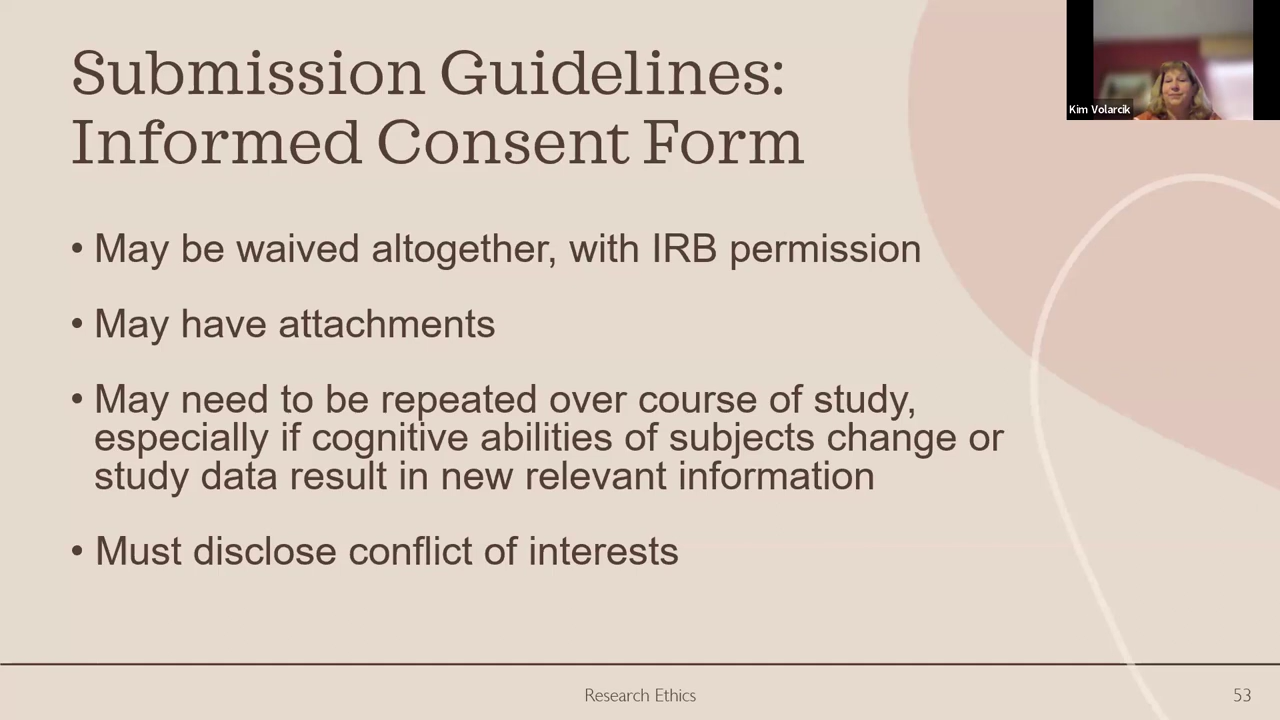 Submission Guidelines:
Informed Consent Form
Kim Volarcik
• May be waived altogether, with IRB permission
• May have attachments
• May need to be repeated over course of study,
especially if cognitive abilities of subjects change or
study data result in new relevant information
• Must disclose conflict of interests
Research Ethics
53